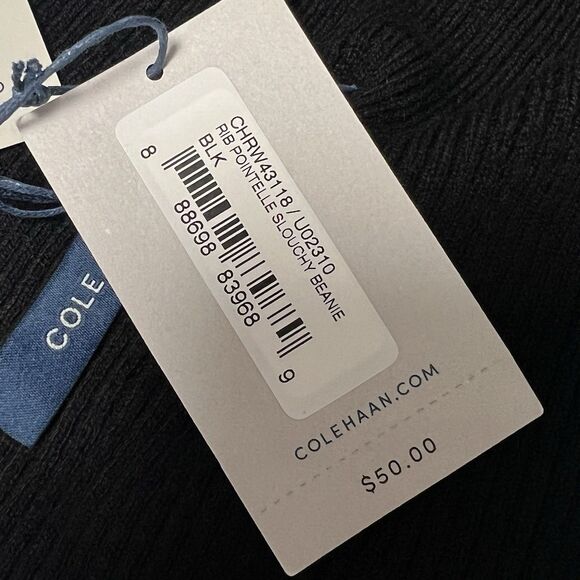 CHRW43118 / U02310
RIB POINTELLE SLOUCHY BEANIE
BLK
8 88698 83968 9
COLEHAAN.COM
$50.00
COLE